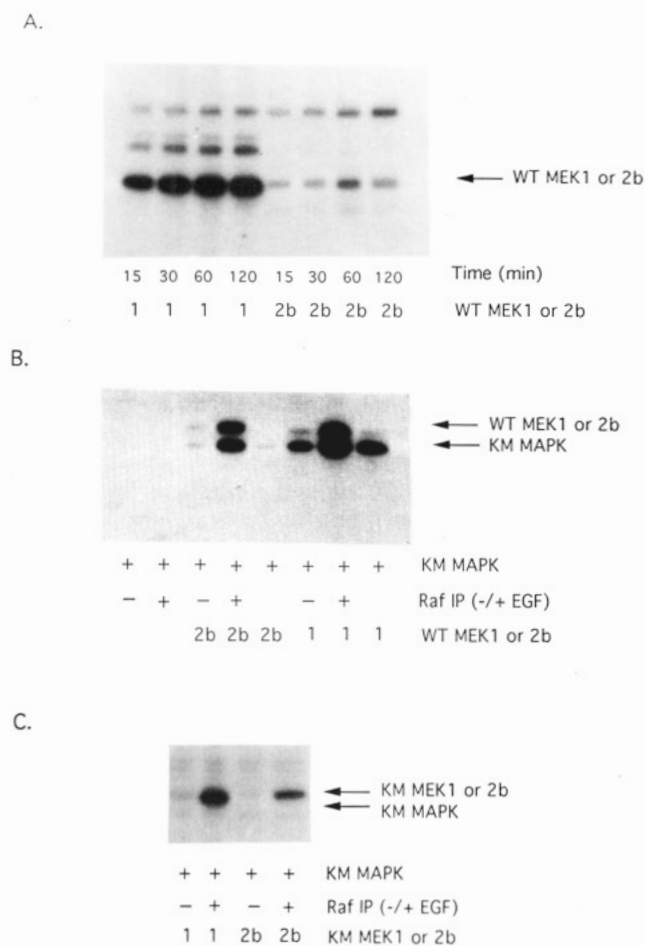 A.
WT MEK1 or 2b
15 30 60 120 15 30 60 120 Time (min)
1 1 1 1 2b 2b 2b 2b WT MEK1 or 2b
B.
WT MEK1 or 2b
KM MAPK
+ + + + + + + + KM MAPK
− + − + − + Raf IP (-/+ EGF)
2b 2b 2b 1 1 1 WT MEK1 or 2b
C.
KM MEK1 or 2b
KM MAPK
+ + + + KM MAPK
− + − + Raf IP (-/+ EGF)
1 1 2b 2b KM MEK1 or 2b